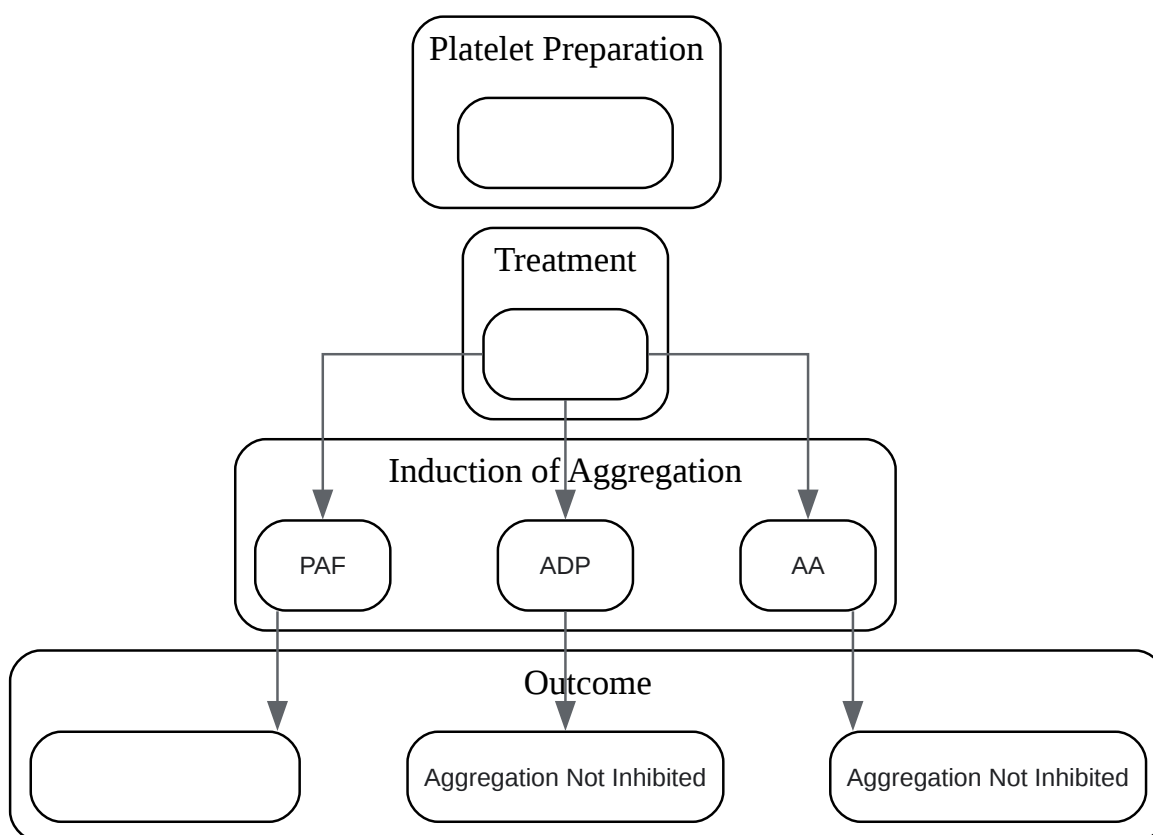 Platelet Preparation
Treatment
Induction of Aggregation
PAF
ADP
AA
Outcome
Aggregation Not Inhibited
Aggregation Not Inhibited